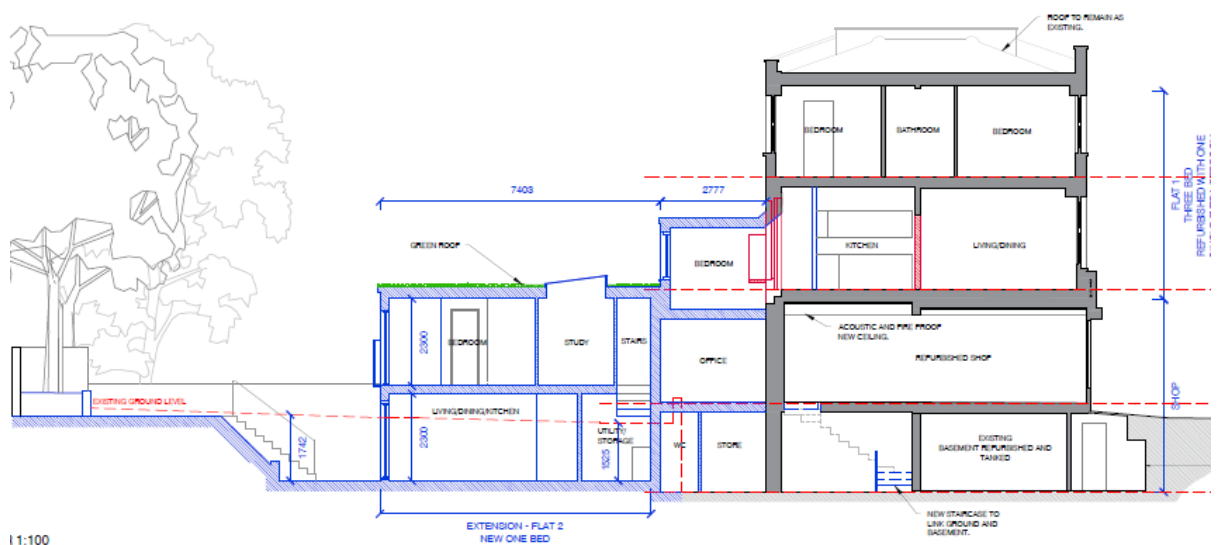 ROOF TO REMAIN AS
EXISTING.
BEDROOM
BATHROOM
BEDROOM
7403
2777
FLAT 1
THREE BED
REFURBISHED WITH ONE
GREEN ROOF
BEDROOM
KITCHEN
LIVING/DINING
2300
BEDROOM
STUDY
STAIRS
OFFICE
ACOUSTIC AND FIRE PROOF
NEW CEILING.
REFURBISHED SHOP
SHOP
EXISTING GROUND LEVEL
1742
2300
LIVING/DINING/KITCHEN
UTILITY/
STORAGE
1525
WC
STORE
EXISTING
BASEMENT REFURBISHED AND
TANKED
NEW STAIRCASE TO
LINK GROUND AND
BASEMENT.
EXTENSION - FLAT 2
NEW ONE BED
1:100